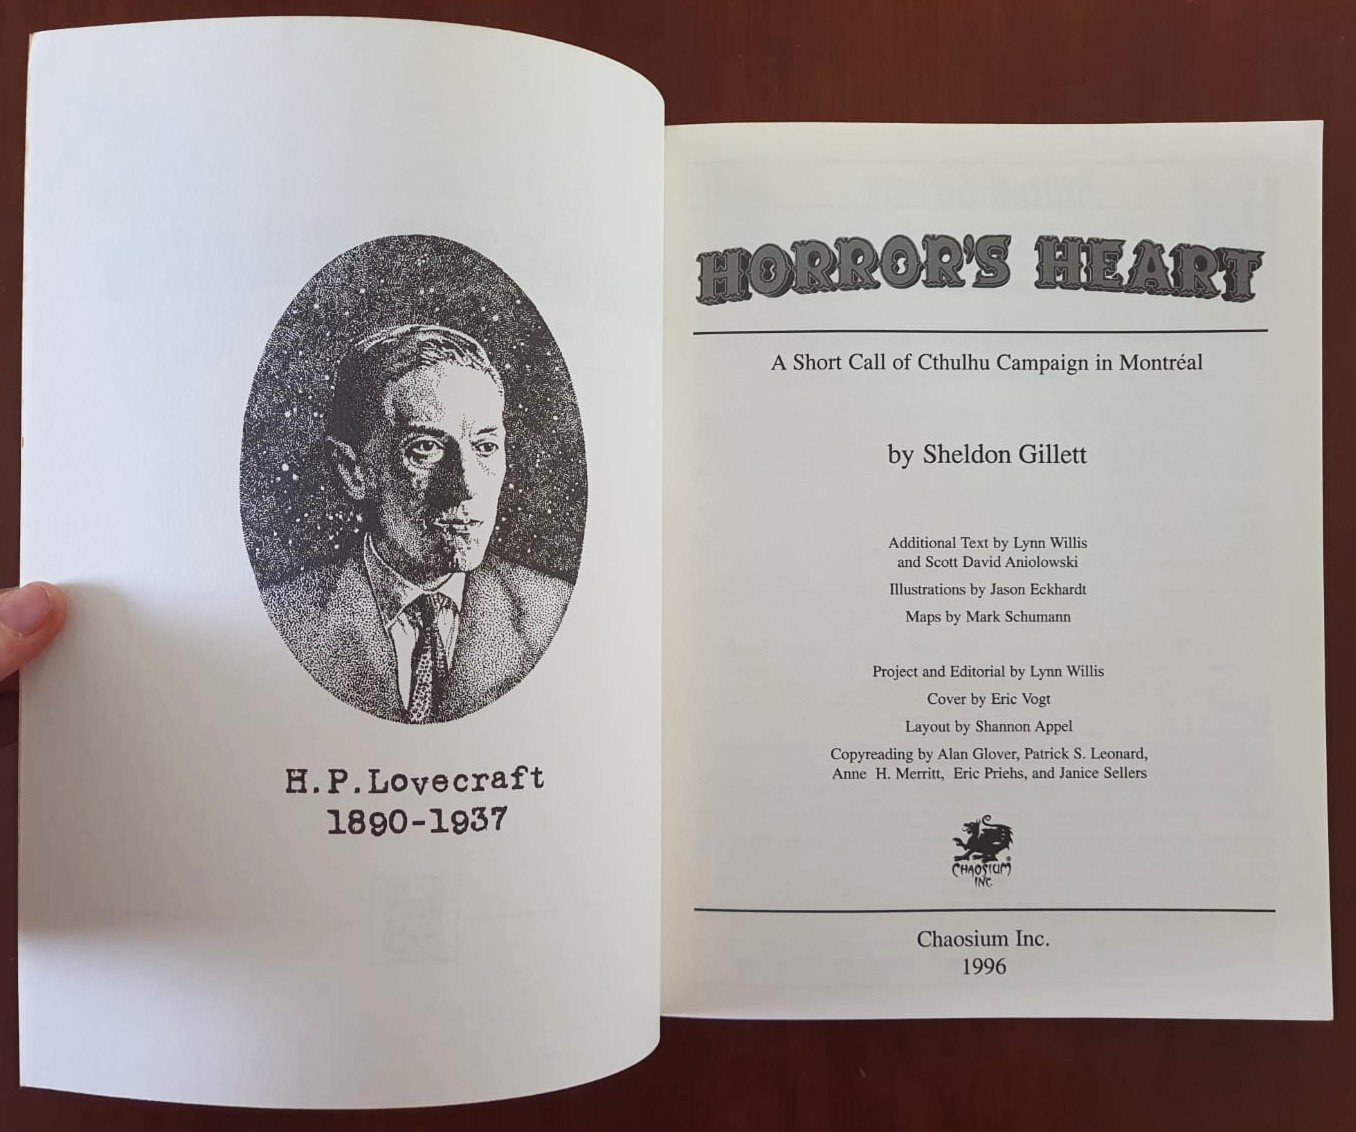 H.P.Lovecraft
1890-1937
HORROR'S HEART
A Short Call of Cthulhu Campaign in Montréal
by Sheldon Gillett
Additional Text by Lynn Willis
and Scott David Aniolowski
Illustrations by Jason Eckhardt
Maps by Mark Schumann
Project and Editorial by Lynn Willis
Cover by Eric Vogt
Layout by Shannon Appel
Copyreading by Alan Glover, Patrick S. Leonard,
Anne H. Merritt, Eric Priehs, and Janice Sellers
CHAOSIUM
INC
Chaosium Inc.
1996